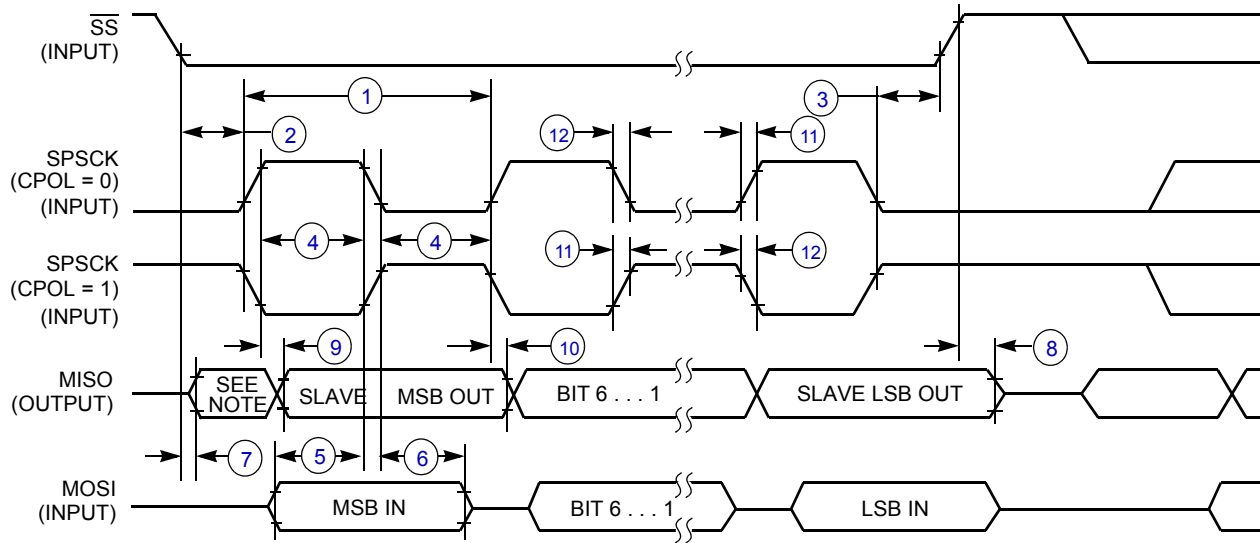 SS
(INPUT)
1
3
2
12
11
SPSCK
(CPOL = 0)
(INPUT)
4
4
11
12
SPSCK
(CPOL = 1)
(INPUT)
9
10
8
MISO
(OUTPUT)
SEE
NOTE
SLAVE
MSB OUT
BIT 6 . . . 1
SLAVE LSB OUT
7
5
6
MOSI
(INPUT)
MSB IN
BIT 6 . . . 1
LSB IN